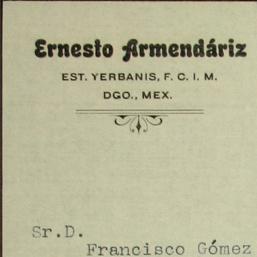 Ernesto Armendáriz
EST. YERBANIS, F. C. I. M.
DGO., MEX.
Sr.D.
Francisco Gómez